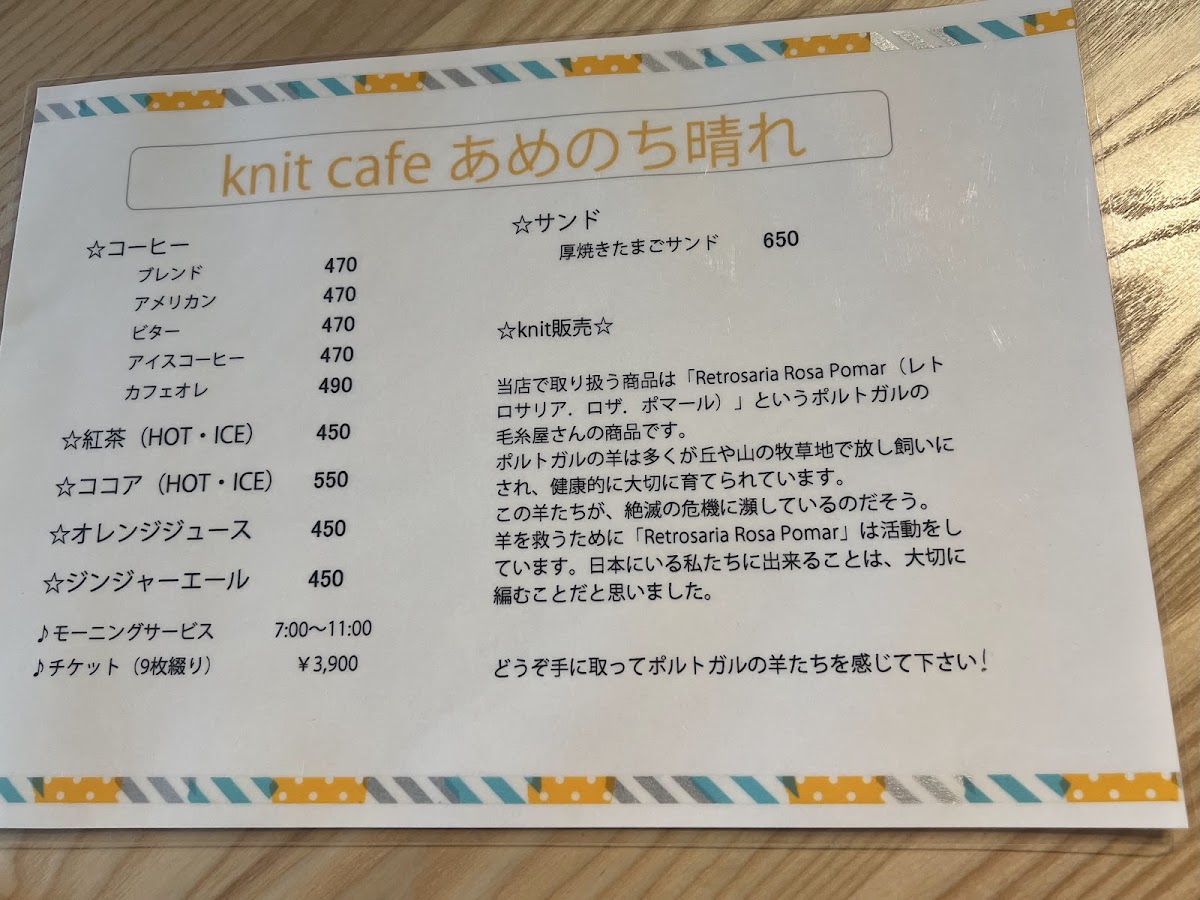 knit cafe あめのち晴れ
☆コーヒー
ブレンド 470
アメリカン 470
ビター 470
アイスコーヒー 470
カフェオレ 490
☆紅茶（HOT・ICE） 450
☆ココア（HOT・ICE） 550
☆オレンジジュース 450
☆ジンジャーエール 450
♪モーニングサービス 7:00～11:00
♪チケット（9枚綴り） ￥3,900
☆サンド
厚焼きたまごサンド 650
☆knit販売☆
当店で取り扱う商品は「Retrosaria Rosa Pomar（レト
ロサリア．ロザ．ポマール）」というポルトガルの
毛糸屋さんの商品です。
ポルトガルの羊は多くが丘や山の牧草地で放し飼いに
され、健康的に大切に育てられています。
この羊たちが、絶滅の危機に瀕しているのだそう。
羊を救うために「Retrosaria Rosa Pomar」は活動をし
ています。日本にいる私たちに出来ることは、大切に
編むことだと思いました。
どうぞ手に取ってポルトガルの羊たちを感じて下さい！